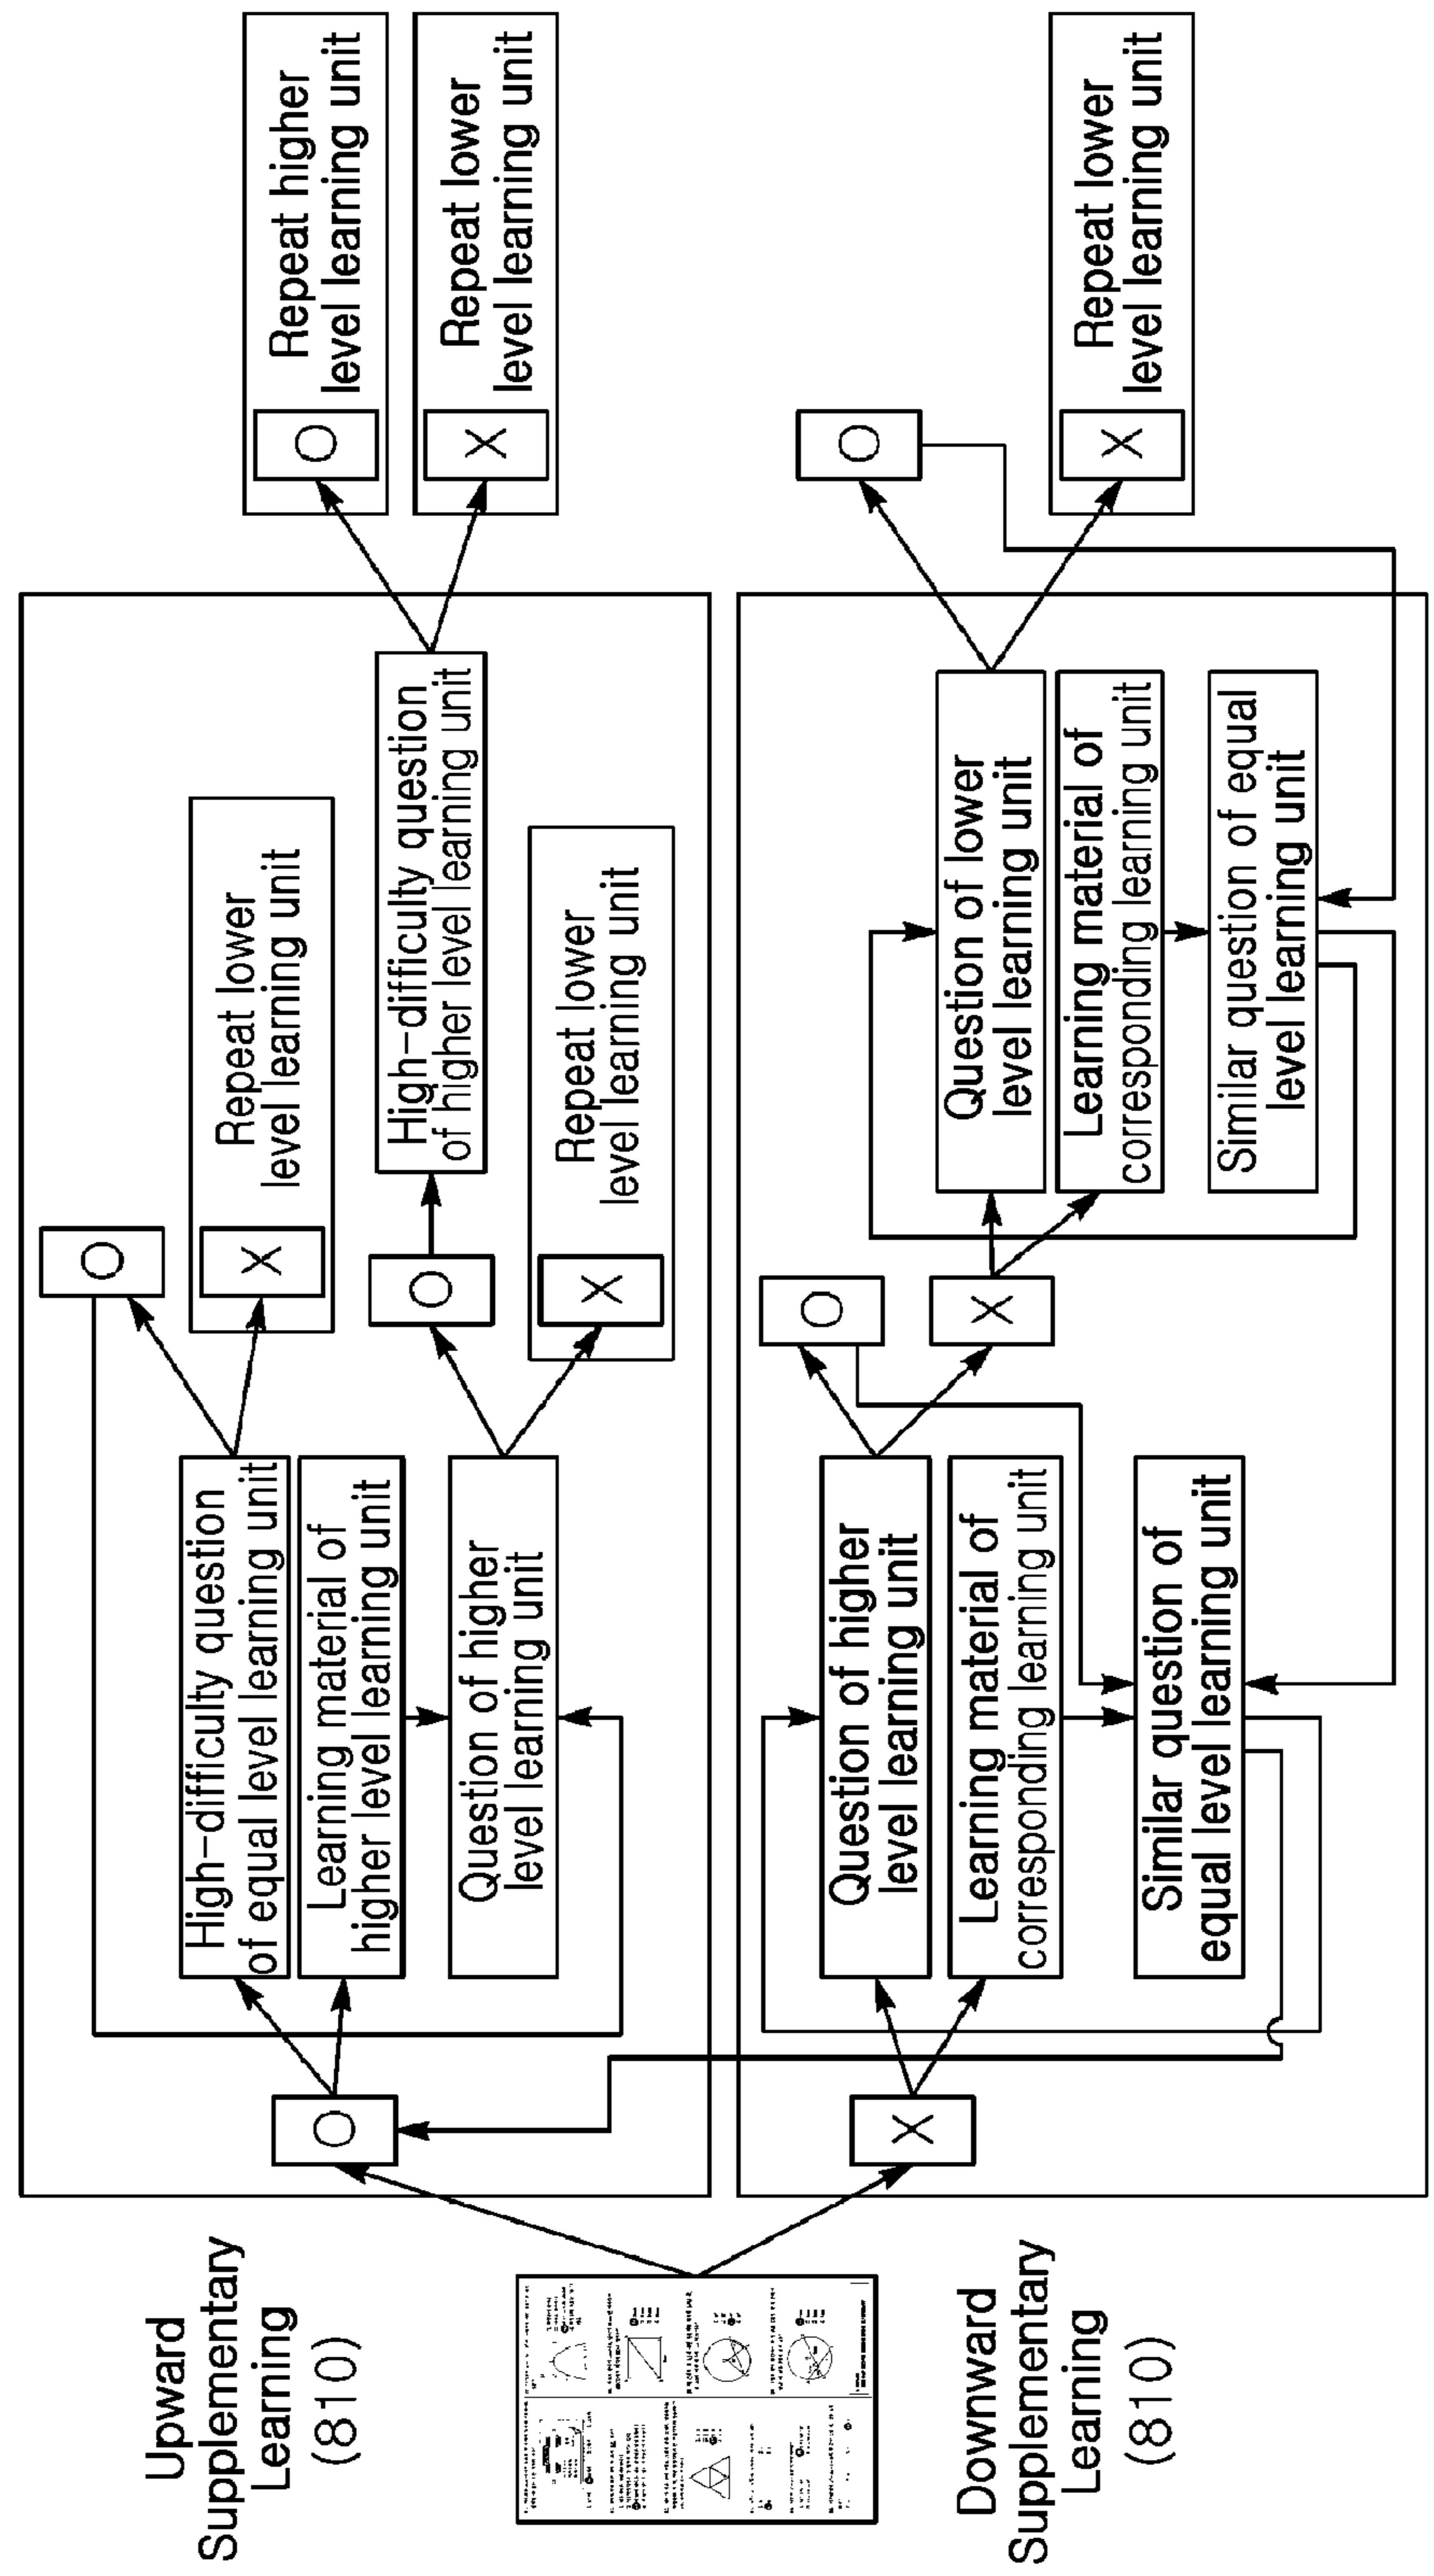 Upward
Supplementary
Learning
(810)
O
High-difficulty question
of equal level learning unit
Learning material of
higher level learning unit
Question of higher
level learning unit
O
X
Repeat lower
level learning unit
O
X
Repeat lower
level learning unit
High-difficulty question
of higher level learning unit
O
Repeat higher
level learning unit
X
Repeat lower
level learning unit
Downward
Supplementary
Learning
(810)
X
Question of higher
level learning unit
Learning material of
corresponding learning unit
Similar question of
equal level learning unit
O
X
Question of lower
level learning unit
Learning material of
corresponding learning unit
Similar question of equal
level learning unit
O
X
Repeat lower
level learning unit